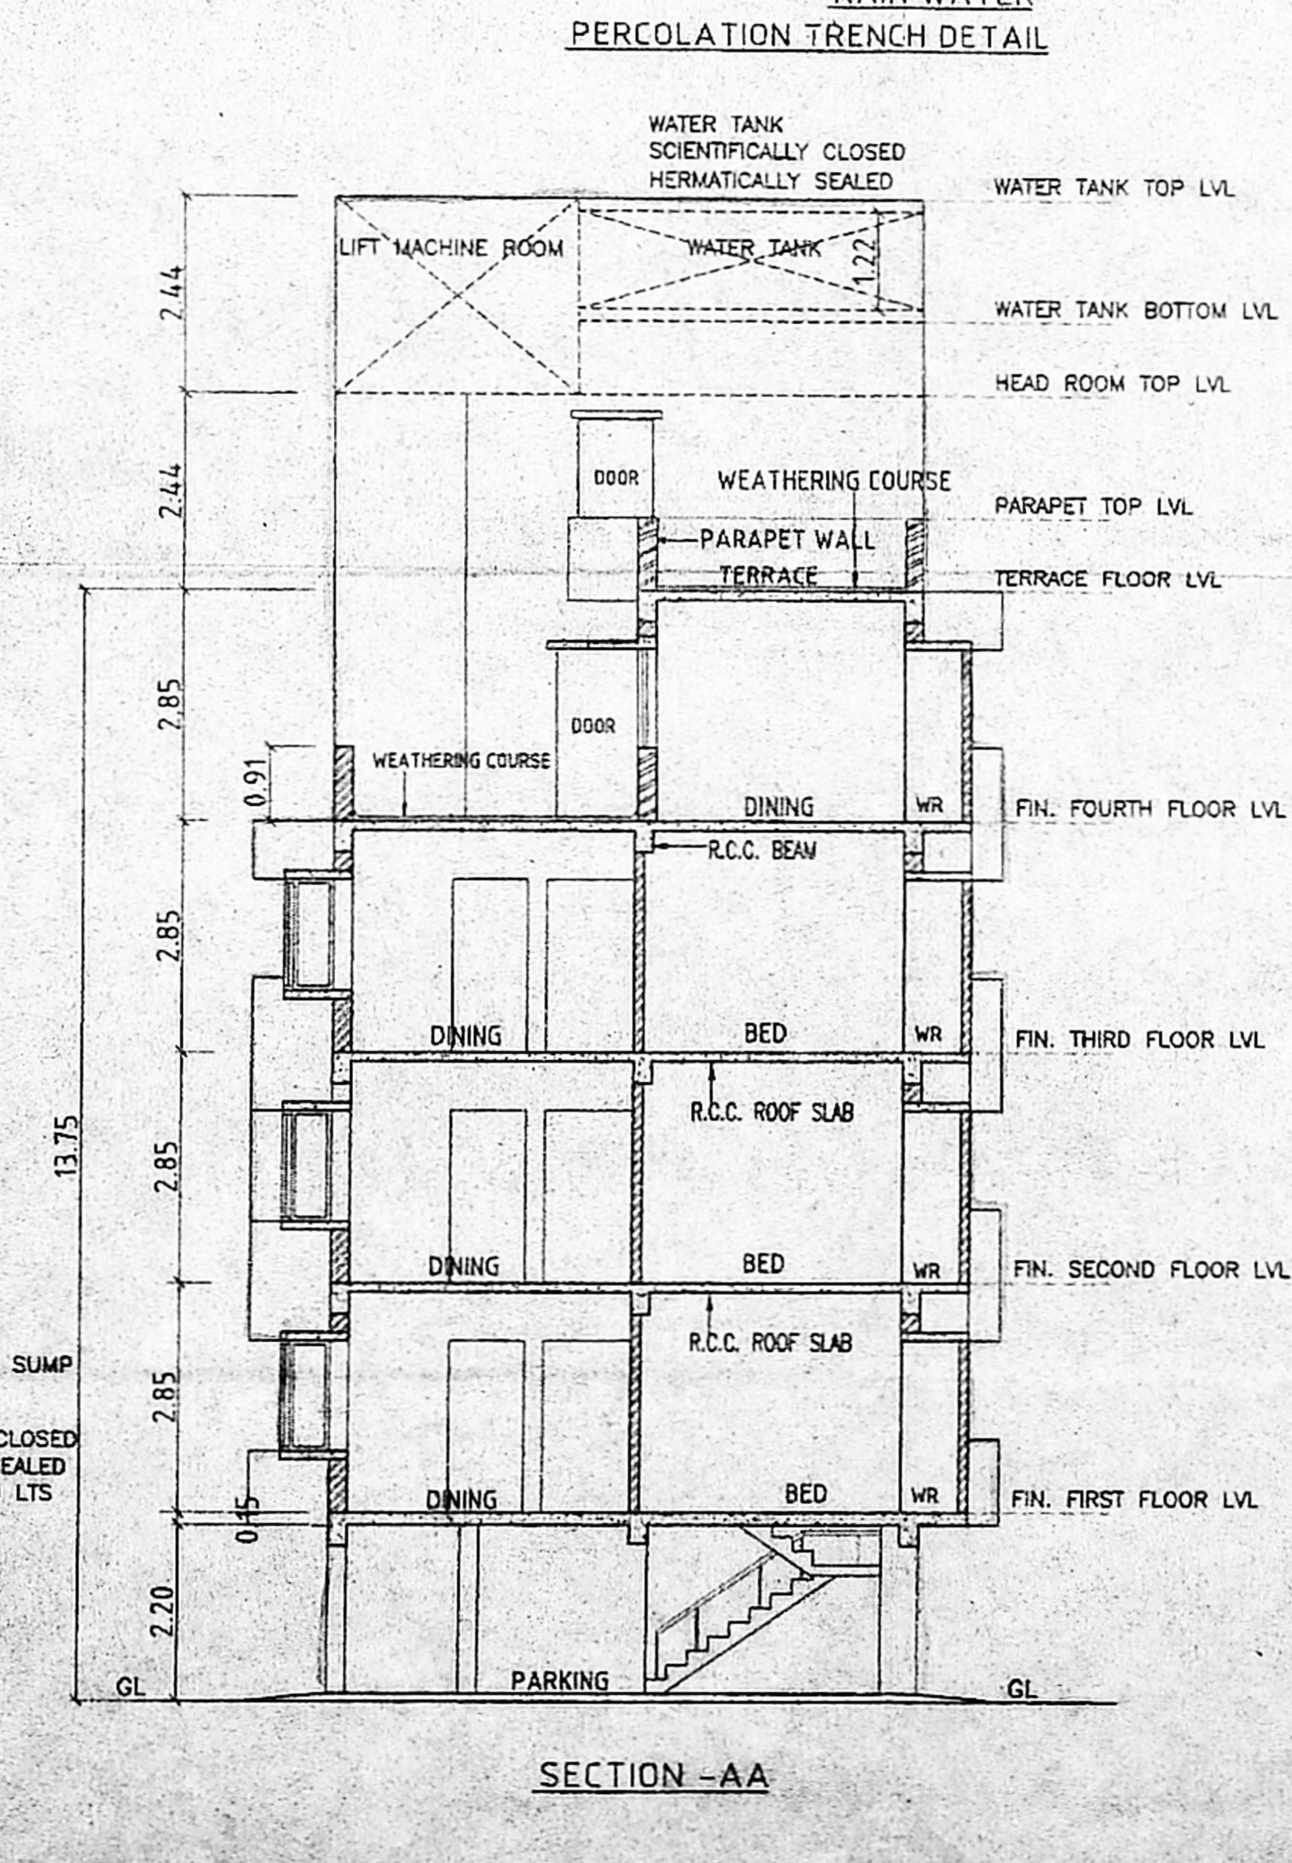 PERCOLATION TRENCH DETAIL
WATER TANK
SCIENTIFICALLY CLOSED
HERMATICALLY SEALED
WATER TANK TOP LVL
LIFT MACHINE ROOM
WATER TANK
1.22
2.44
WATER TANK BOTTOM LVL
HEAD ROOM TOP LVL
2.44
DOOR
WEATHERING COURSE
PARAPET TOP LVL
PARAPET WALL
TERRACE
TERRACE FLOOR LVL
2.85
DOOR
0.91
WEATHERING COURSE
DINING
WR
FIN. FOURTH FLOOR LVL
R.C.C. BEAM
2.85
DINING
BED
WR
FIN. THIRD FLOOR LVL
R.C.C. ROOF SLAB
13.75
2.85
DINING
BED
WR
FIN. SECOND FLOOR LVL
R.C.C. ROOF SLAB
SUMP
2.85
CLOSED
EALED
LTS
DINING
BED
WR
FIN. FIRST FLOOR LVL
0.15
2.20
PARKING
GL
GL
SECTION -AA